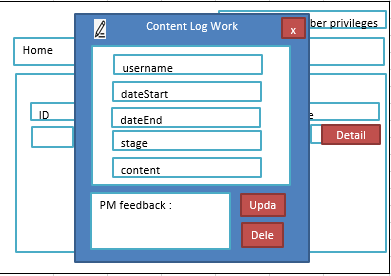 Content Log Work
x
ber privileges
Home
username
dateStart
ID
dateEnd
e
stage
Detail
content
PM feedback :
Upda
Dele